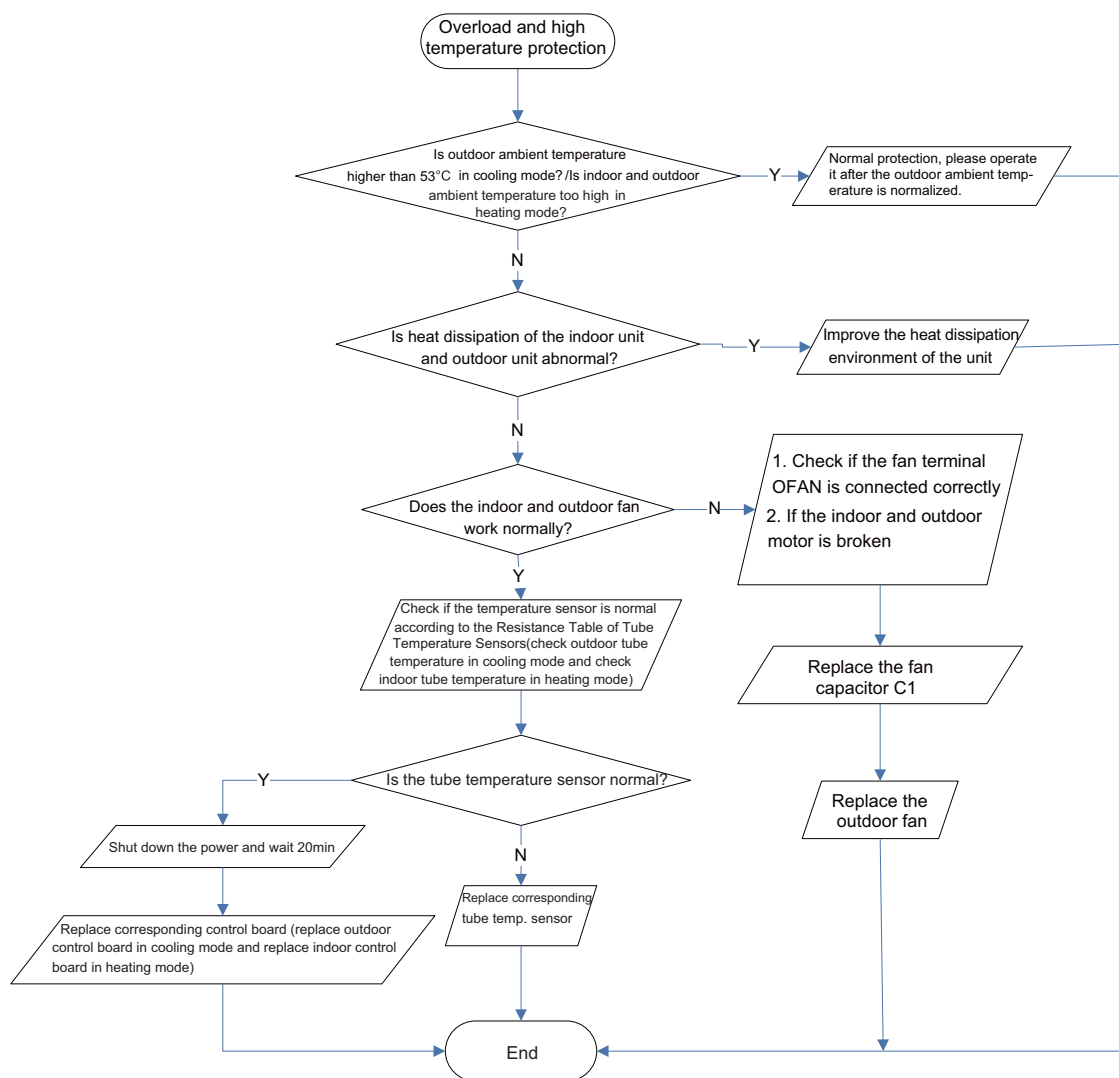 Overload and high
temperature protection
Is outdoor ambient temperature
higher than 53°C in cooling mode?/Is indoor and outdoor
ambient temperature too high in
heating mode?
Y
Normal protection, please operate
it after the outdoor ambient temp-
erature is normalized.
N
Is heat dissipation of the indoor unit
and outdoor unit abnormal?
Y
Improve the heat dissipation
environment of the unit
N
Does the indoor and outdoor fan
work normally?
N
1. Check if the fan terminal
OFAN is connected correctly
2. If the indoor and outdoor
motor is broken
Y
Check if the temperature sensor is normal
according to the Resistance Table of Tube
Temperature Sensors(check outdoor tube
temperature in cooling mode and check
indoor tube temperature in heating mode)
Replace the fan
capacitor C1
Is the tube temperature sensor normal?
Y
Replace the
outdoor fan
Shut down the power and wait 20min
N
Replace corresponding
tube temp. sensor
Replace corresponding control board (replace outdoor
control board in cooling mode and replace indoor control
board in heating mode)
End